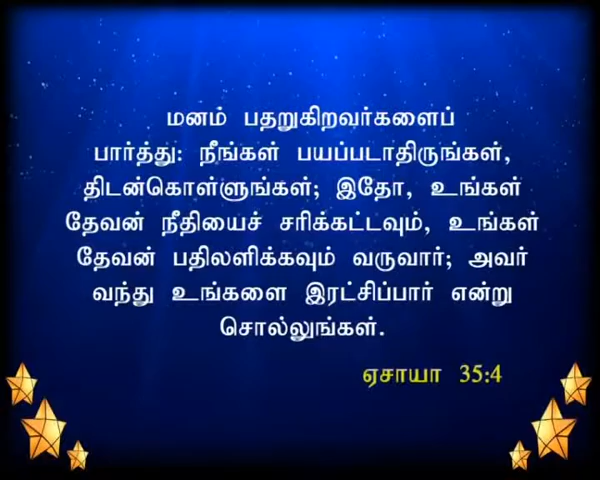 மனம் பதறுகிறவர்களைப்
பார்த்து: நீங்கள் பயப்படாதிருங்கள்,
திடன்கொள்ளுங்கள்; இதோ, உங்கள்
தேவன் நீதியைச் சரிக்கட்டவும், உங்கள்
தேவன் பதிலளிக்கவும் வருவார்; அவர்
வந்து உங்களை இரட்சிப்பார் என்று
சொல்லுங்கள்.
ஏசாயா 35:4